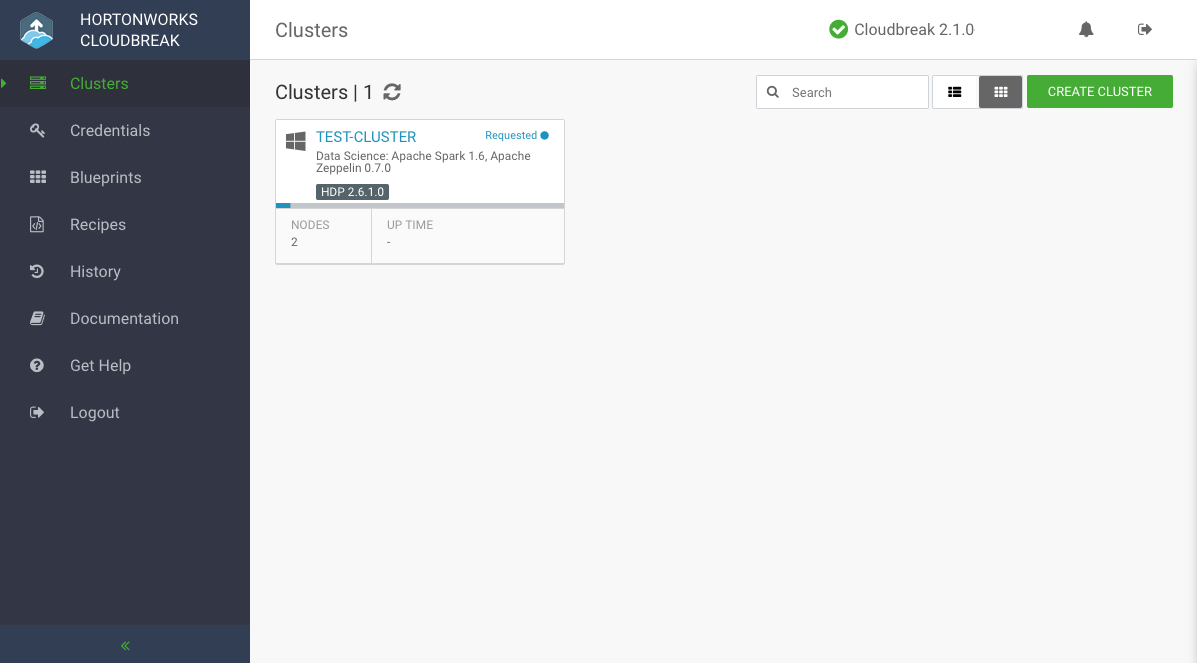 HORTONWORKS
CLOUDBREAK
Clusters
Credentials
Blueprints
Recipes
History
Documentation
Get Help
Logout
Clusters
Cloudbreak 2.1.0
Clusters | 1
Search
CREATE CLUSTER
TEST-CLUSTER
Requested
Data Science: Apache Spark 1.6, Apache
Zeppelin 0.7.0
HDP 2.6.1.0
NODES
2
UP TIME
-